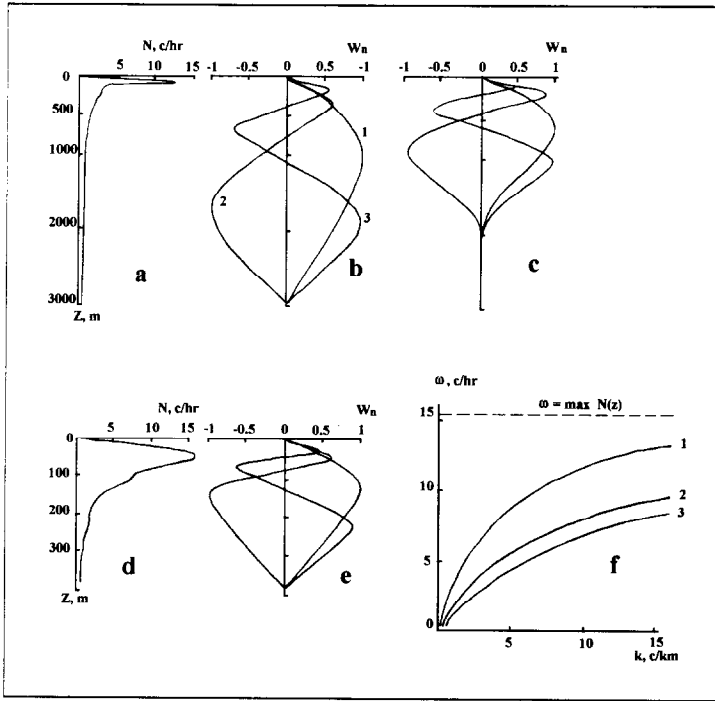 N, c/hr
5 10 15
0
500
1000
2000
3000
Z, m
a
Wn
-1 -0.5 0 0.5 -1
1
2
3
b
Wn
-1 -0.5 0 0.5 1
c
N, c/hr
5 10 15
0
100
200
300
Z, m
d
Wn
-1 -0.5 0 0.5 1
e
ω, c/hr
15
10
5
0
ω = max N(z)
1
2
3
f
5 10 15
k, c/km